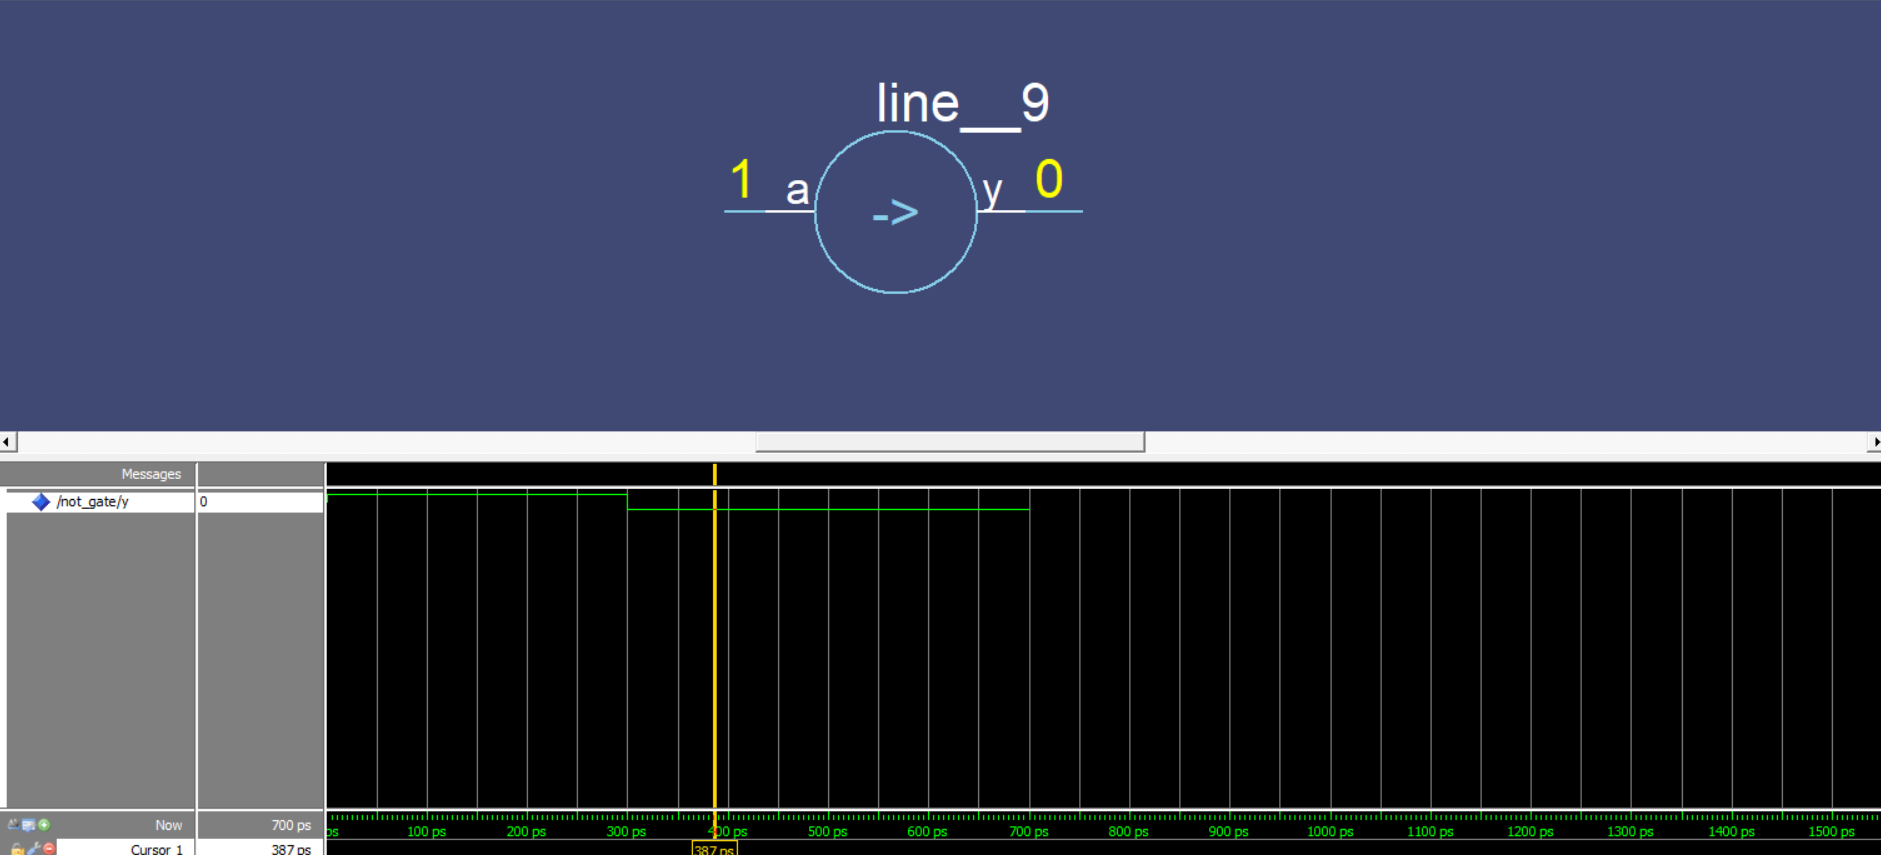 line__9
1 a -> y 0
Messages
/not_gate/y 0
Now 700 ps
ps 100 ps 200 ps 300 ps 400 ps 500 ps 600 ps 700 ps 800 ps 900 ps 1000 ps 1100 ps 1200 ps 1300 ps 1400 ps 1500 ps
Cursor 1 387 ps
387 ps